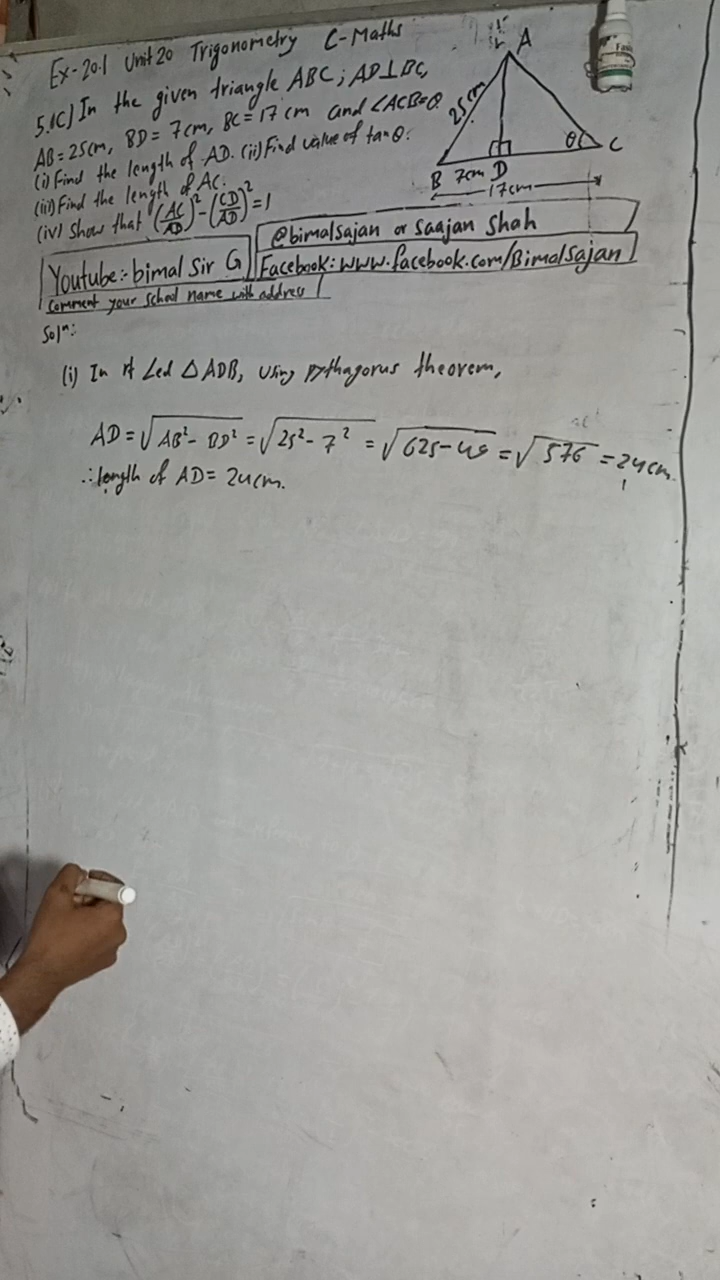 Ex-20.1 Unit 20 Trigonometry C-Maths
5.(C) In the given triangle ABC; AD⊥BC,
AB=25cm, BD=7cm, BC=17cm and ∠ACB=θ.
(i) Find the length of AD. (ii) Find value of tanθ.
(iii) Find the length of AC.
(iv) Show that (AC/AD)²-(CD/AD)²=1
A
25cm
θ
C
B 7cm D
17cm
@bimalsajan or Saajan Shah
Youtube:- bimal Sir G
Facebook: www.facebook.com/BimalSajan
Comment your school name with address
Solⁿ:
(i) In rt ∠ed △ADB, using pythagorus theorem,
AD=√AB²-BD² = √25²-7² = √625-49 = √576 = 24cm.
∴ length of AD = 24cm.